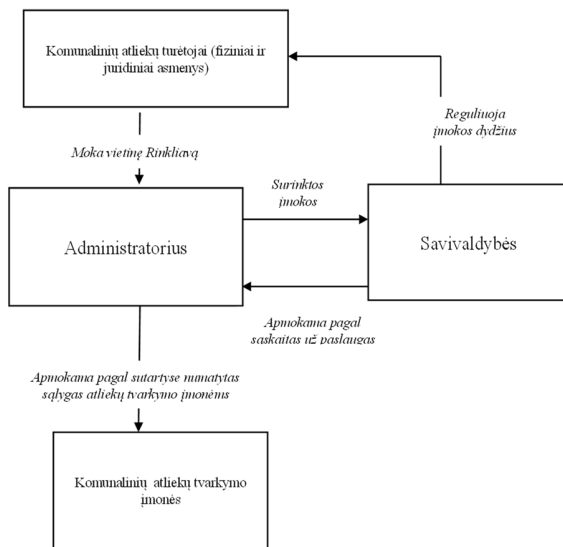 Komunalinių atliekų turėtojai (fiziniai ir
juridiniai asmenys)
Reguliuoja
įmokos dydžius
Moka vietinę Rinkliavą
Surinktos
įmokos
Administratorius
Savivaldybės
Apmokama pagal
sąskaitas už paslaugas
Apmokama pagal sutartyse numatytas
sąlygas atliekų tvarkymo įmonėms
Komunalinių atliekų tvarkymo
įmonės